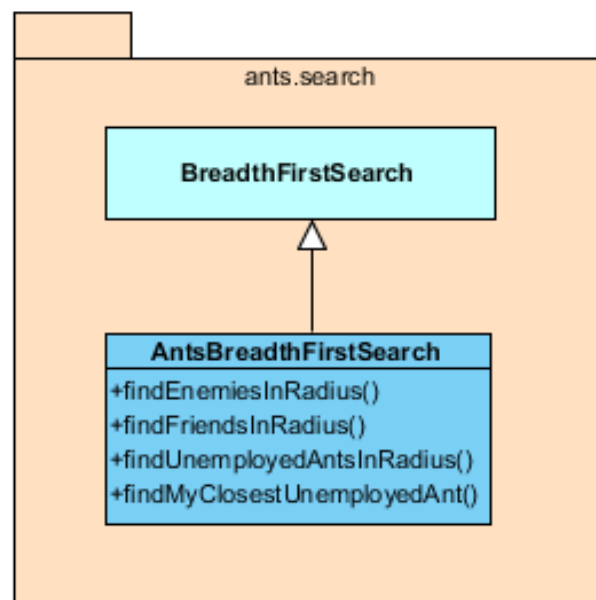 ants.search
BreadthFirstSearch
AntsBreadthFirstSearch
+findEnemiesInRadius()
+findFriendsInRadius()
+findUnemployedAntsInRadius()
+findMyClosestUnemployedAnt()